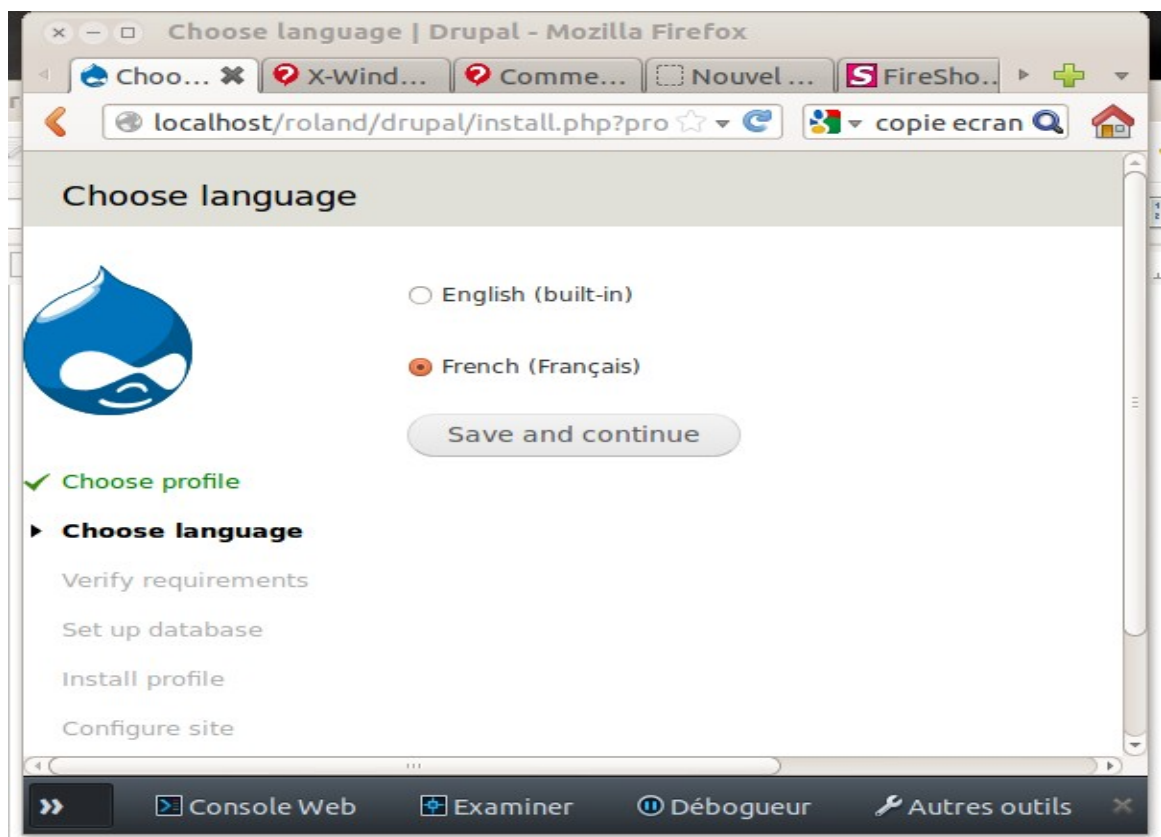 Choose language | Drupal - Mozilla Firefox
Choo... X-Wind... Comme... Nouvel ... FireSho..
localhost/roland/drupal/install.php?pro copie ecran
Choose language
English (built-in)
French (Français)
Save and continue
Choose profile
Choose language
Verify requirements
Set up database
Install profile
Configure site
Console Web Examiner Débogueur Autres outils